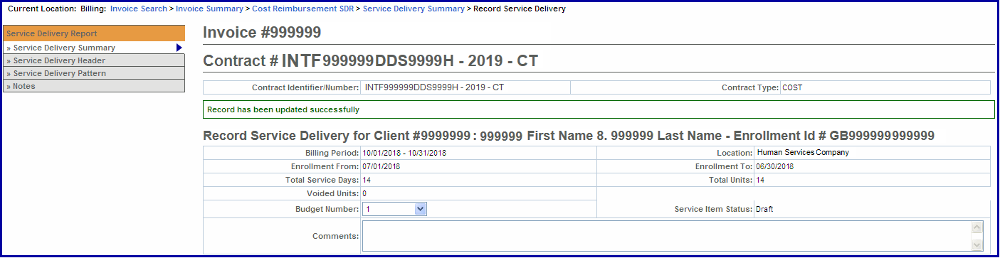 Current Location: Billing: Invoice Search > Invoice Summary > Cost Reimbursement SDR > Service Delivery Summary > Record Service Delivery
Service Delivery Report
» Service Delivery Summary
» Service Delivery Header
» Service Delivery Pattern
» Notes
Invoice #999999
Contract # INTF999999DDS9999H - 2019 - CT
Contract Identifier/Number: INTF999999DDS9999H - 2019 - CT Contract Type: COST
Record has been updated successfully
Record Service Delivery for Client #9999999 : 999999 First Name 8. 999999 Last Name - Enrollment Id # GB999999999999
Billing Period: 10/01/2018 - 10/31/2018 Location: Human Services Company
Enrollment From: 07/01/2018 Enrollment To: 06/30/2018
Total Service Days: 14 Total Units: 14
Voided Units: 0
Budget Number: 1 Service Item Status: Draft
Comments: